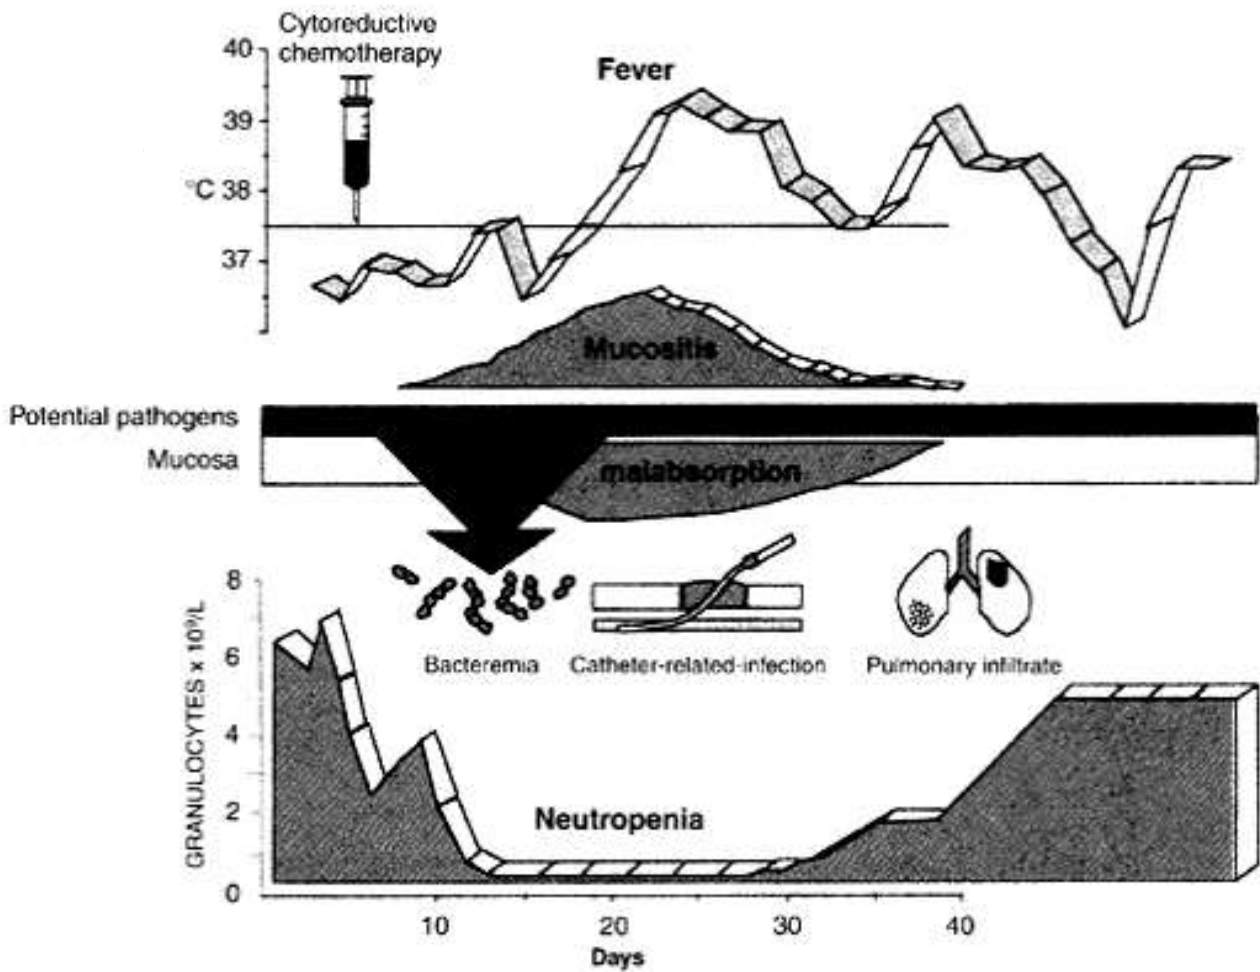 Cytoreductive
chemotherapy
Fever
40
39
°C 38
37
Mucositis
Potential pathogens
Mucosa
malabsorption
8
6
4
2
0
GRANULOCYTES x 10⁹/L
Bacteremia
Catheter-related-infection
Pulmonary infiltrate
Neutropenia
10
20
30
40
Days